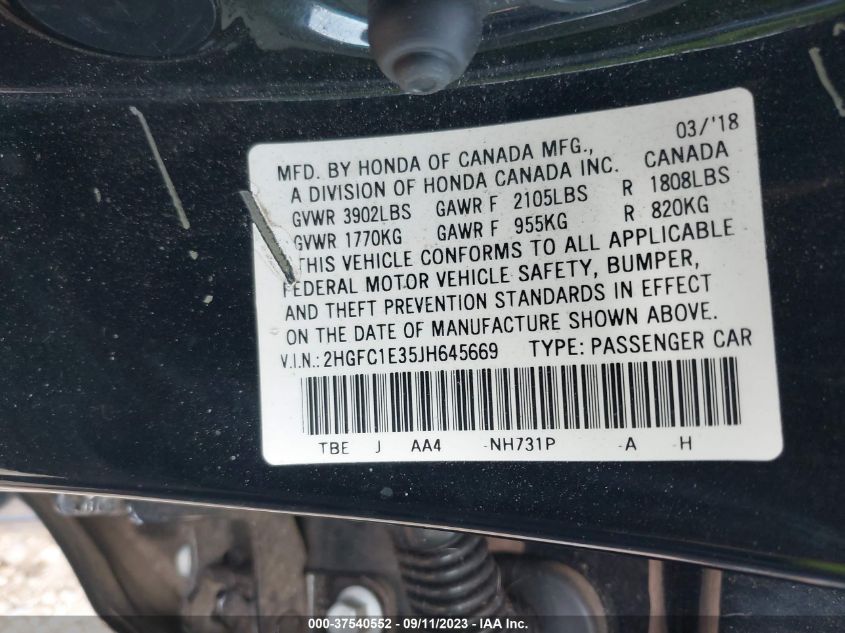 03/'18
MFD. BY HONDA OF CANADA MFG.,
A DIVISION OF HONDA CANADA INC. CANADA
GVWR 3902LBS GAWR F 2105LBS R 1808LBS
GVWR 1770KG GAWR F 955KG R 820KG
THIS VEHICLE CONFORMS TO ALL APPLICABLE
FEDERAL MOTOR VEHICLE SAFETY, BUMPER,
AND THEFT PREVENTION STANDARDS IN EFFECT
ON THE DATE OF MANUFACTURE SHOWN ABOVE.
V.I.N.: 2HGFC1E35JH645669 TYPE: PASSENGER CAR
TBE J AA4 -NH731P -A -H
000-37540552 - 09/11/2023 - IAA Inc.